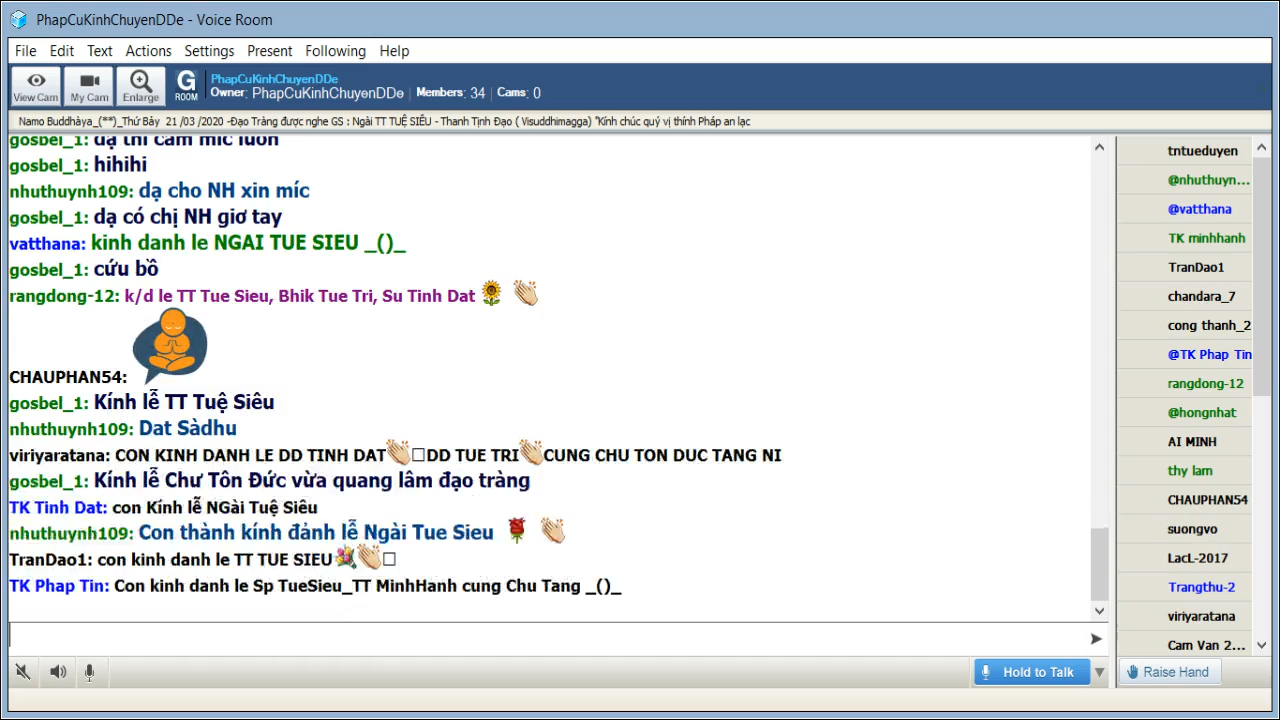 PhapCuKinhChuyenDDe - Voice Room
File Edit Text Actions Settings Present Following Help
View Cam My Cam Enlarge G ROOM
PhapCuKinhChuyenDDe
Owner: PhapCuKinhChuyenDDe Members: 34 Cams: 0
Namo Buddhàya_(**)_Thứ Bảy 21 /03 /2020 -Đạo Tràng được nghe GS : Ngài TT TUỆ SIÊU - Thanh Tịnh Đạo ( Visuddhimagga) "Kính chúc quý vị thính Pháp an lạc
gosbel_1: dạ thì cầm míc luôn
gosbel_1: hihihi
nhuthuynh109: dạ cho NH xin míc
gosbel_1: dạ có chị NH giơ tay
vatthana: kinh danh le NGAI TUE SIEU _()_
gosbel_1: cứu bồ
rangdong-12: k/d le TT Tue Sieu, Bhik Tue Tri, Su Tinh Dat
CHAUPHAN54:
gosbel_1: Kính lễ TT Tuệ Siêu
nhuthuynh109: Dat Sàdhu
viriyaratana: CON KINH DANH LE DD TINH DAT DD TUE TRI CUNG CHU TON DUC TANG NI
gosbel_1: Kính lễ Chư Tôn Đức vừa quang lâm đạo tràng
TK Tinh Dat: con Kính lễ NGài Tuệ Siêu
nhuthuynh109: Con thành kính đảnh lễ Ngài Tue Sieu
TranDao1: con kinh danh le TT TUE SIEU
TK Phap Tin: Con kinh danh le Sp TueSieu_TT MinhHanh cung Chu Tang _()_
Hold to Talk
tntueduyen
@nhuthuyn...
@vatthana
TK minhhanh
TranDao1
chandara_7
cong thanh_2
@TK Phap Tin
rangdong-12
@hongnhat
AI MINH
thy lam
CHAUPHAN54
suongvo
LacL-2017
Trangthu-2
viriyaratana
Cam Van 2...
Raise Hand